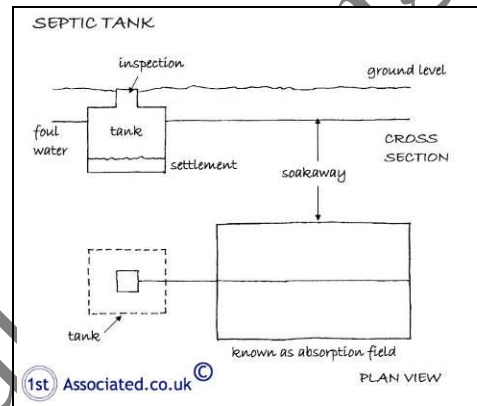 SEPTIC TANK
inspection
ground level
foul
water
tank
CROSS
SECTION
settlement
soakaway
tank
known as absorption field
PLAN VIEW
1st Associated.co.uk ©